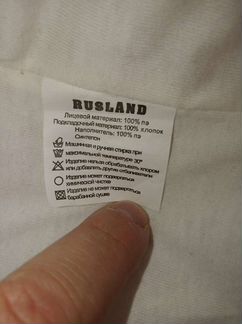 RUSLAND
Лицевой материал: 100% пэ
Подкладочный материал: 100% хлопок
Наполнитель: 100% пэ
Синтепон
Машинная и ручная стирка при
максимальной температуре 30°
Изделие нельзя обрабатывать хлором
или добавлять другие отбеливатели
Изделие может подвергаться
химической чистке
Изделие не может подвергаться
барабанной сушке